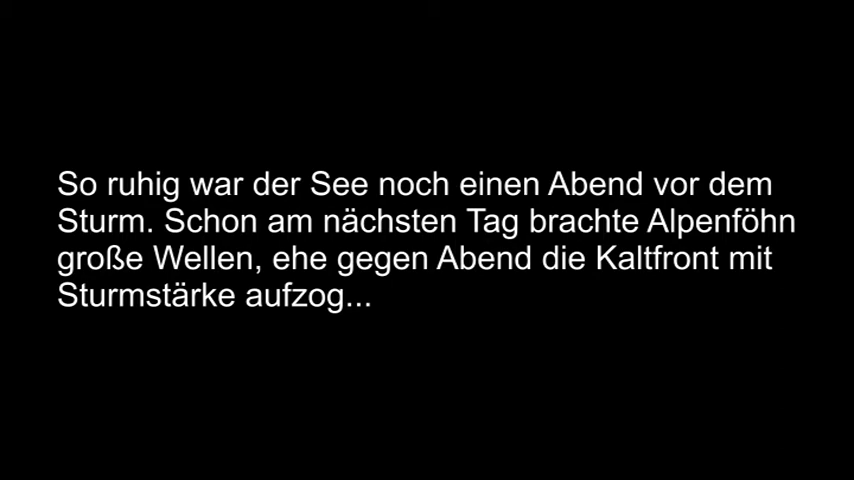 So ruhig war der See noch einen Abend vor dem
Sturm. Schon am nächsten Tag brachte Alpenföhn
große Wellen, ehe gegen Abend die Kaltfront mit
Sturmstärke aufzog...